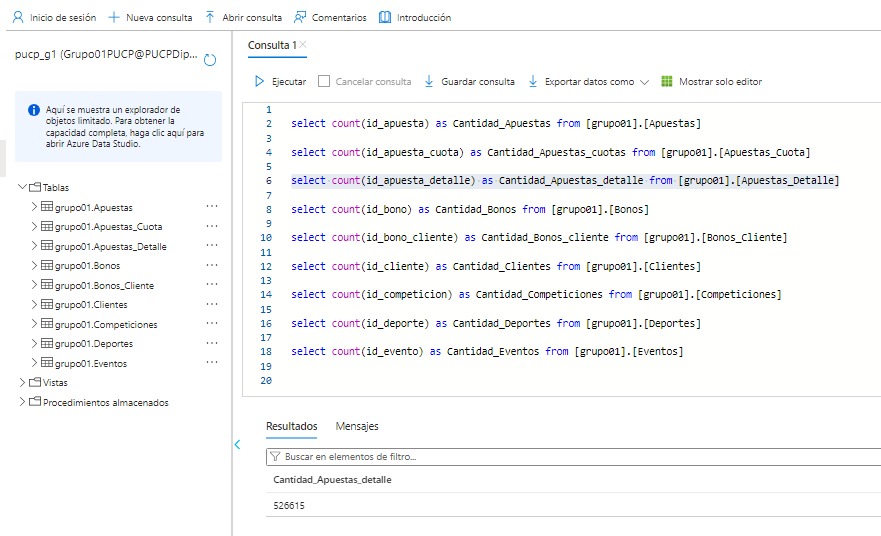 Inicio de sesión Nueva consulta Abrir consulta Comentarios Introducción
pucp_g1 (Grupo01PUCP@PUCPDip...
Aquí se muestra un explorador de
objetos limitado. Para obtener la
capacidad completa, haga clic aquí para
abrir Azure Data Studio.
Tablas
grupo01.Apuestas ...
grupo01.Apuestas_Cuota ...
grupo01.Apuestas_Detalle ...
grupo01.Bonos ...
grupo01.Bonos_Cliente ...
grupo01.Clientes ...
grupo01.Competiciones ...
grupo01.Deportes ...
grupo01.Eventos ...
Vistas
Procedimientos almacenados
Consulta 1
Ejecutar Cancelar consulta Guardar consulta Exportar datos como Mostrar solo editor
1
2 select count(id_apuesta) as Cantidad_Apuestas from [grupo01].[Apuestas]
3
4 select count(id_apuesta_cuota) as Cantidad_Apuestas_cuotas from [grupo01].[Apuestas_Cuota]
5
6 select count(id_apuesta_detalle) as Cantidad_Apuestas_detalle from [grupo01].[Apuestas_Detalle]
7
8 select count(id_bono) as Cantidad_Bonos from [grupo01].[Bonos]
9
10 select count(id_bono_cliente) as Cantidad_Bonos_cliente from [grupo01].[Bonos_Cliente]
11
12 select count(id_cliente) as Cantidad_Clientes from [grupo01].[Clientes]
13
14 select count(id_competicion) as Cantidad_Competiciones from [grupo01].[Competiciones]
15
16 select count(id_deporte) as Cantidad_Deportes from [grupo01].[Deportes]
17
18 select count(id_evento) as Cantidad_Eventos from [grupo01].[Eventos]
19
20
Resultados Mensajes
Buscar en elementos de filtro...
Cantidad_Apuestas_detalle
526615